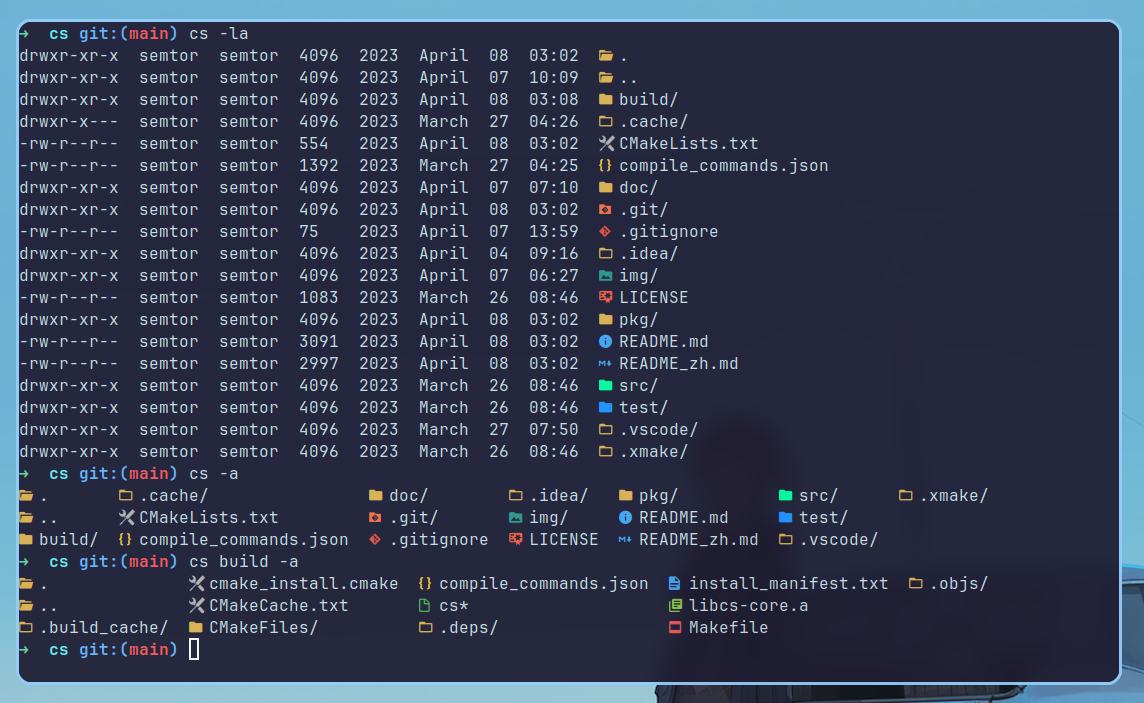 ➜ cs git:(main) cs -la
drwxr-xr-x semtor semtor 4096 2023 April 08 03:02 .
drwxr-xr-x semtor semtor 4096 2023 April 07 10:09 ..
drwxr-xr-x semtor semtor 4096 2023 April 08 03:08 build/
drwxr-x--- semtor semtor 4096 2023 March 27 04:26 .cache/
-rw-r--r-- semtor semtor 554 2023 April 08 03:02 CMakeLists.txt
-rw-r--r-- semtor semtor 1392 2023 March 27 04:25 compile_commands.json
drwxr-xr-x semtor semtor 4096 2023 April 07 07:10 doc/
drwxr-xr-x semtor semtor 4096 2023 April 08 03:02 .git/
-rw-r--r-- semtor semtor 75 2023 April 07 13:59 .gitignore
drwxr-xr-x semtor semtor 4096 2023 April 04 09:16 .idea/
drwxr-xr-x semtor semtor 4096 2023 April 07 06:27 img/
-rw-r--r-- semtor semtor 1083 2023 March 26 08:46 LICENSE
drwxr-xr-x semtor semtor 4096 2023 April 08 03:02 pkg/
-rw-r--r-- semtor semtor 3091 2023 April 08 03:02 README.md
-rw-r--r-- semtor semtor 2997 2023 April 08 03:02 README_zh.md
drwxr-xr-x semtor semtor 4096 2023 March 26 08:46 src/
drwxr-xr-x semtor semtor 4096 2023 March 26 08:46 test/
drwxr-xr-x semtor semtor 4096 2023 March 27 07:50 .vscode/
drwxr-xr-x semtor semtor 4096 2023 March 26 08:46 .xmake/
➜ cs git:(main) cs -a
. .cache/ doc/ .idea/ pkg/ src/ .xmake/
.. CMakeLists.txt .git/ img/ README.md test/
build/ compile_commands.json .gitignore LICENSE README_zh.md .vscode/
➜ cs git:(main) cs build -a
. cmake_install.cmake compile_commands.json install_manifest.txt .objs/
.. CMakeCache.txt cs* libcs-core.a
.build_cache/ CMakeFiles/ .deps/ Makefile
➜ cs git:(main)